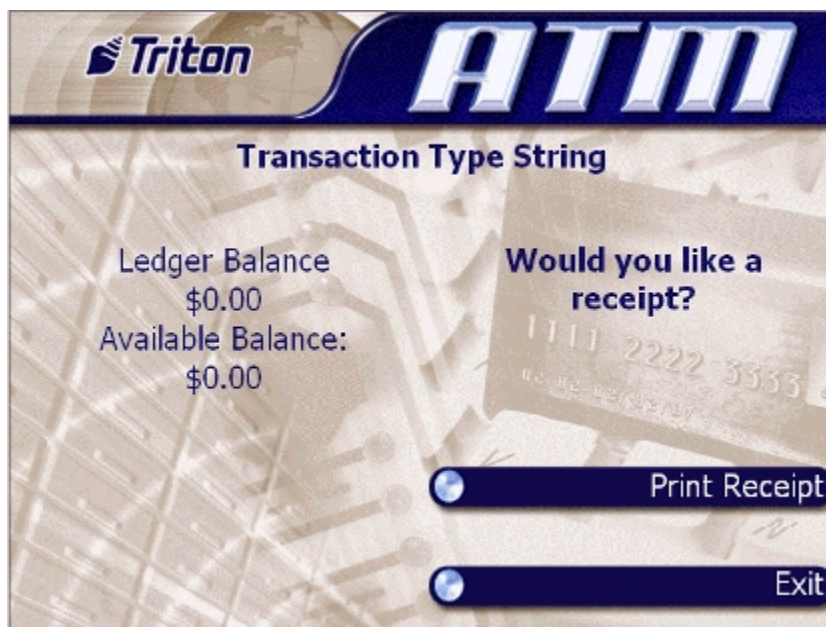 Triton
ATM
Transaction Type String
Ledger Balance
$0.00
Available Balance:
$0.00
Would you like a
receipt?
1111 2222 3333
Print Receipt
Exit